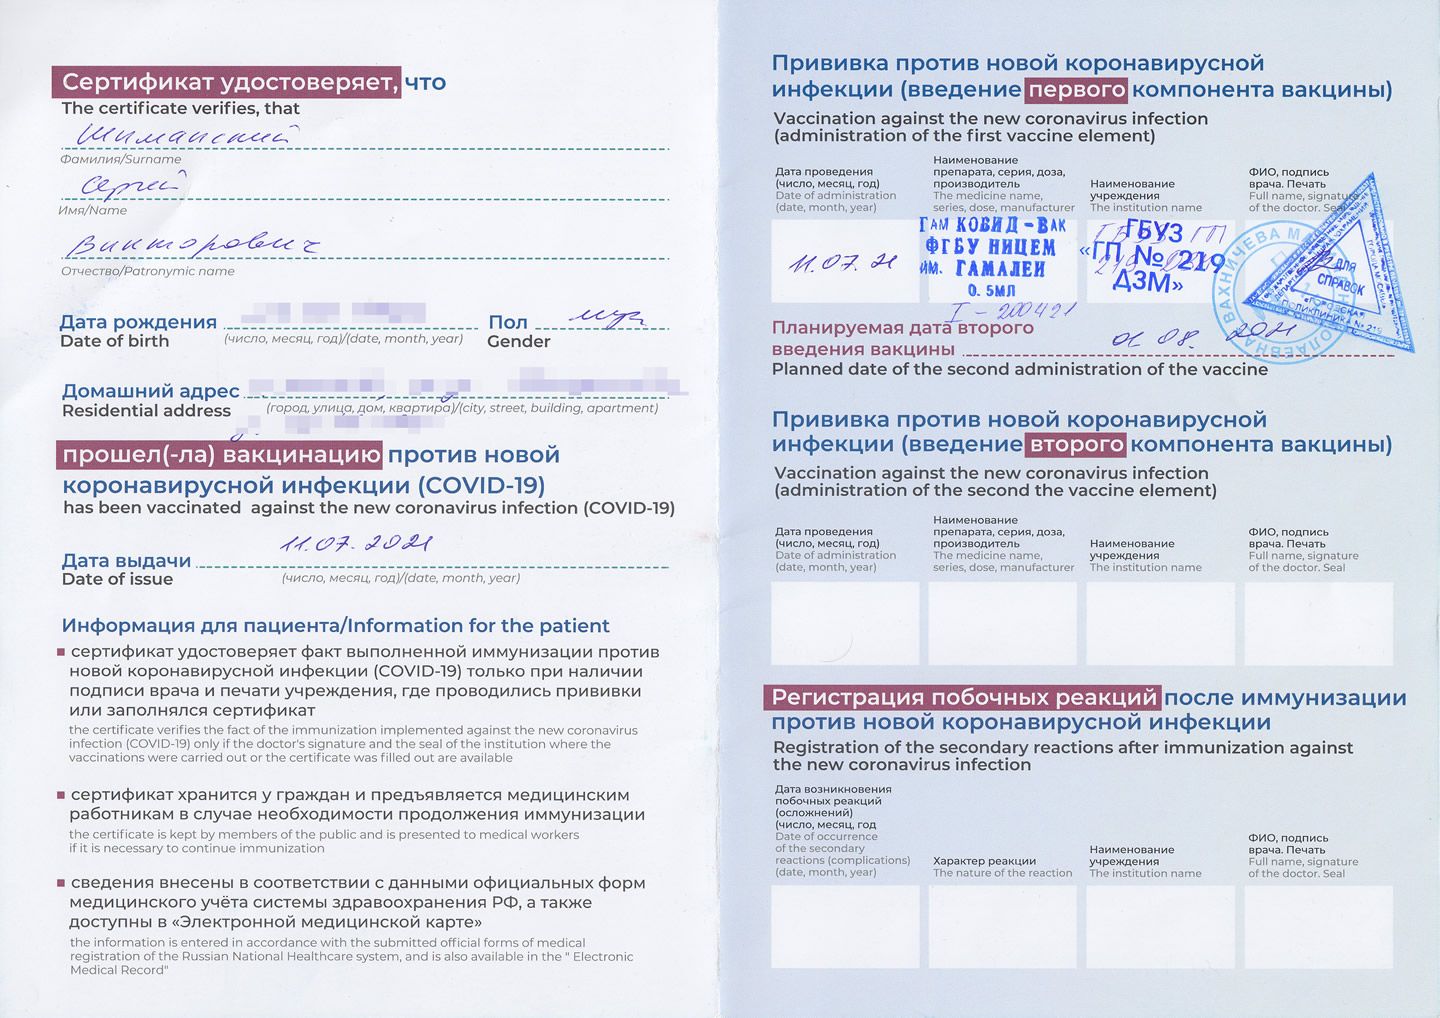 Сертификат удостоверяет, что
The certificate verifies, that
Шиманский
Фамилия/Surname
Сергей
Имя/Name
Викторович
Отчество/Patronymic name
Дата рождения
Date of birth
(число, месяц, год)/(date, month, year)
Пол муж
Gender
Домашний адрес
Residential address
(город, улица, дом, квартира)/(city, street, building, apartment)
прошел(-ла) вакцинацию против новой
коронавирусной инфекции (COVID-19)
has been vaccinated against the new coronavirus infection (COVID-19)
Дата выдачи 11.07.2021
Date of issue
(число, месяц, год)/(date, month, year)
Информация для пациента/Information for the patient
сертификат удостоверяет факт выполненной иммунизации против
новой коронавирусной инфекции (COVID-19) только при наличии
подписи врача и печати учреждения, где проводились прививки
или заполнялся сертификат
the certificate verifies the fact of the immunization implemented against the new coronavirus
infection (COVID-19) only if the doctor's signature and the seal of the institution where the
vaccinations were carried out or the certificate was filled out are available
сертификат хранится у граждан и предъявляется медицинским
работникам в случае необходимости продолжения иммунизации
the certificate is kept by members of the public and is presented to medical workers
if it is necessary to continue immunization
сведения внесены в соответствии с данными официальных форм
медицинского учёта системы здравоохранения РФ, а также
доступны в «Электронной медицинской карте»
the information is entered in accordance with the submitted official forms of medical
registration of the Russian National Healthcare system, and is also available in the " Electronic
Medical Record"
Прививка против новой коронавирусной
инфекции (введение первого компонента вакцины)
Vaccination against the new coronavirus infection
(administration of the first vaccine element)
Дата проведения
(число, месяц, год)
Date of administration
(date, month, year)
Наименование
препарата, серия, доза,
производитель
The medicine name,
series, dose, manufacturer
Наименование
учреждения
The institution name
ФИО, подпись
врача. Печать
Full name, signature
of the doctor. Seal
11.07.21
ГАМ КОВИД-ВАК
ФГБУ НИЦЕМ
ИМ. ГАМАЛЕИ
0.5МЛ
I - 200421
ГБУЗ
«ГП № 219
ДЗМ»
ДЛЯ
СПРАВОК
Планируемая дата второго
введения вакцины 01.08.2021
Planned date of the second administration of the vaccine
Прививка против новой коронавирусной
инфекции (введение второго компонента вакцины)
Vaccination against the new coronavirus infection
(administration of the second the vaccine element)
Дата проведения
(число, месяц, год)
Date of administration
(date, month, year)
Наименование
препарата, серия, доза,
производитель
The medicine name,
series, dose, manufacturer
Наименование
учреждения
The institution name
ФИО, подпись
врача. Печать
Full name, signature
of the doctor. Seal
Регистрация побочных реакций после иммунизации
против новой коронавирусной инфекции
Registration of the secondary reactions after immunization against
the new coronavirus infection
Дата возникновения
побочных реакций
(осложнений)
(число, месяц, год
Date of occurrence
of the secondary
reactions (complications)
(date, month, year)
Характер реакции
The nature of the reaction
Наименование
учреждения
The institution name
ФИО, подпись
врача. Печать
Full name, signature
of the doctor. Seal